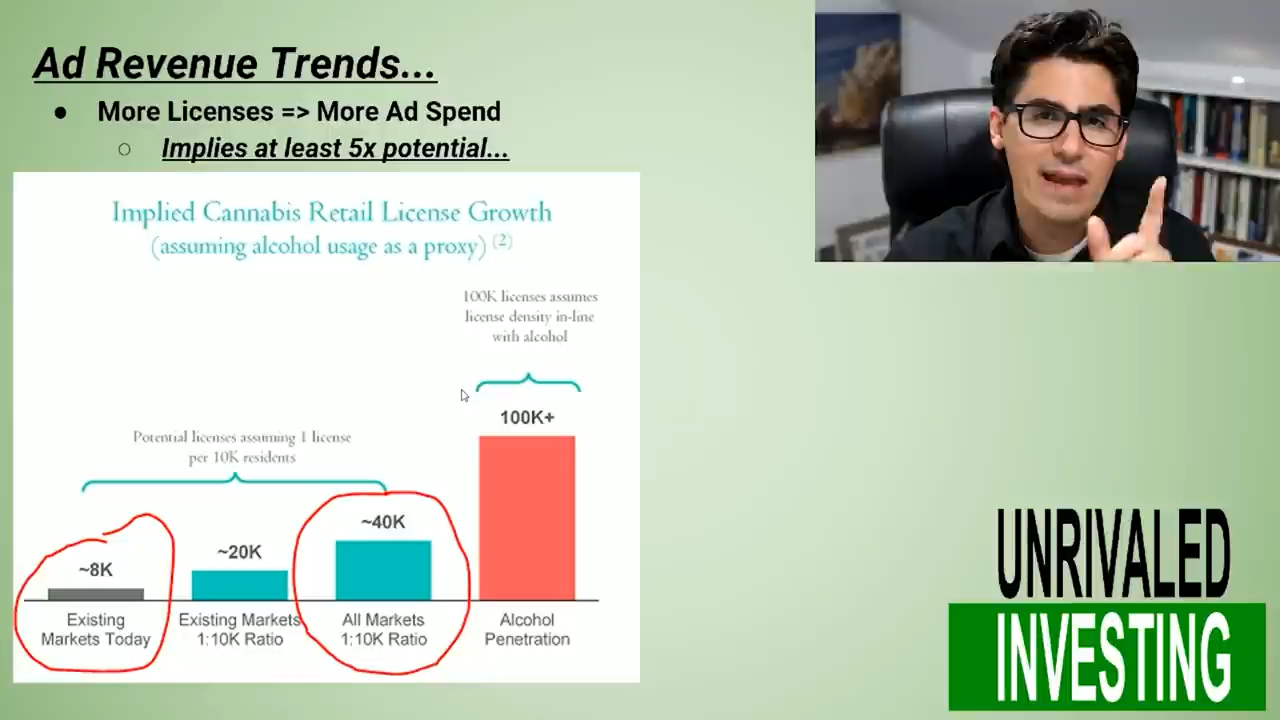 Ad Revenue Trends...
● More Licenses => More Ad Spend
○ Implies at least 5x potential...
Implied Cannabis Retail License Growth
(assuming alcohol usage as a proxy) (2)
100K licenses assumes
license density in-line
with alcohol
100K+
Potential licenses assuming 1 license
per 10K residents
~8K
~20K
~40K
Existing
Markets Today
Existing Markets
1:10K Ratio
All Markets
1:10K Ratio
Alcohol
Penetration
UNRIVALED
INVESTING